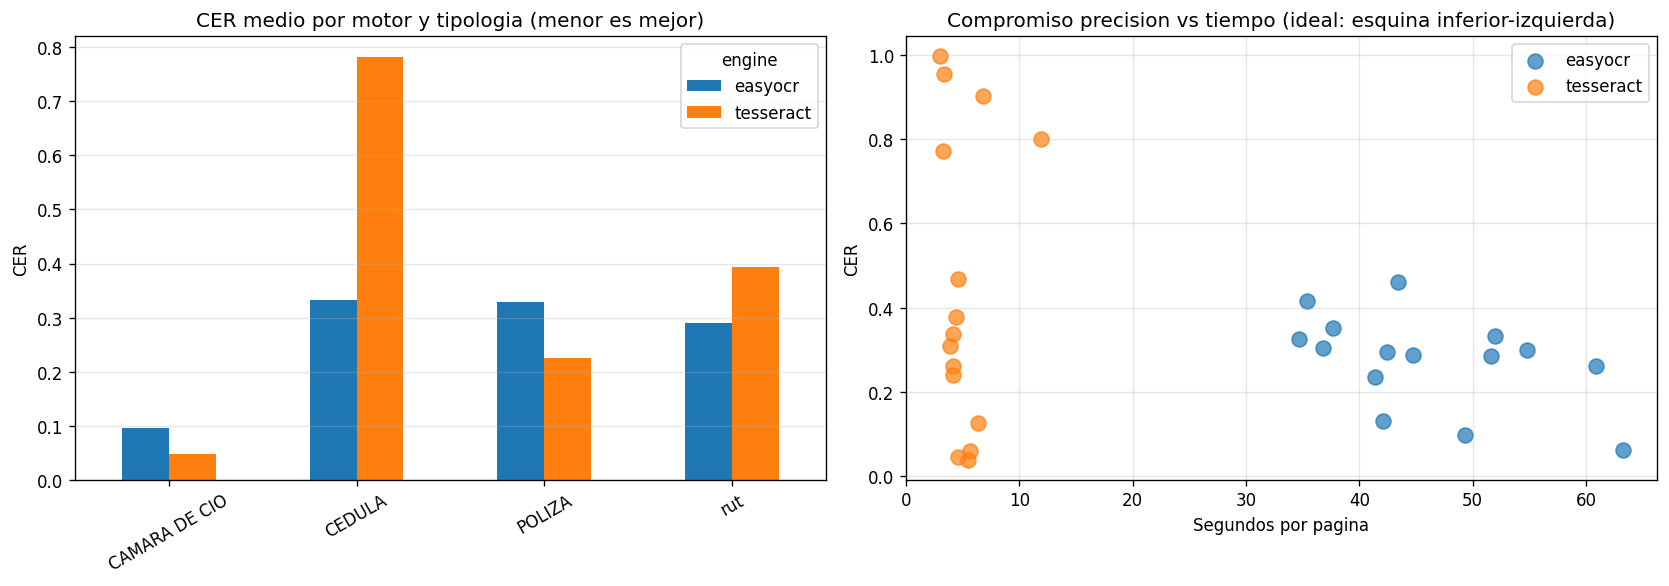 CER medio por motor y tipologia (menor es mejor)
CER
0.8
0.7
0.6
0.5
0.4
0.3
0.2
0.1
0.0
engine
easyocr
tesseract
CAMARA DE CIO
CEDULA
POLIZA
rut
Compromiso precision vs tiempo (ideal: esquina inferior-izquierda)
CER
1.0
0.8
0.6
0.4
0.2
0.0
easyocr
tesseract
0 10 20 30 40 50 60
Segundos por pagina